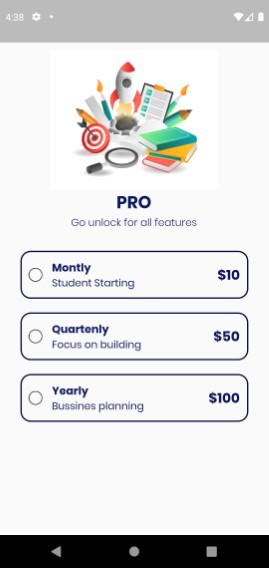 4:38
PRO
Go unlock for all features
Montly
Student Starting
$10
Quartenly
Focus on building
$50
Yearly
Bussines planning
$100